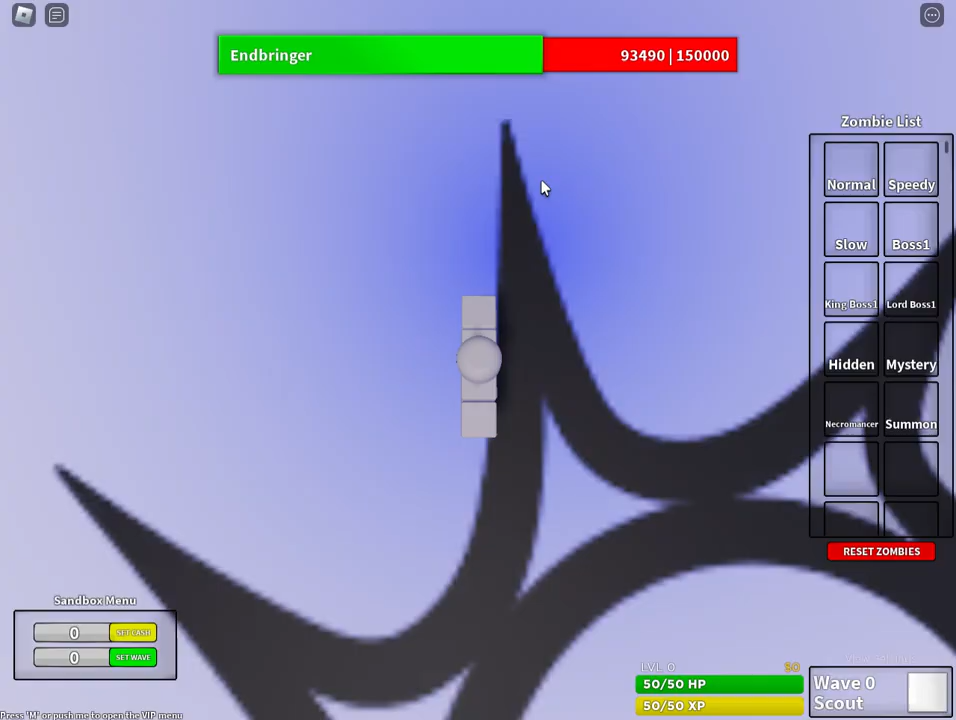 Endbringer
93490 | 150000
Zombie List
Normal
Speedy
Slow
Boss1
King Boss1
Lord Boss1
Hidden
Mystery
Necromancer
Summon
RESET ZOMBIES
Sandbox Menu
0
SET CASH
0
SET WAVE
LVL 0
$0
50/50 HP
50/50 XP
Wave 0
Scout
Press 'M' or push me to open the VIP menu